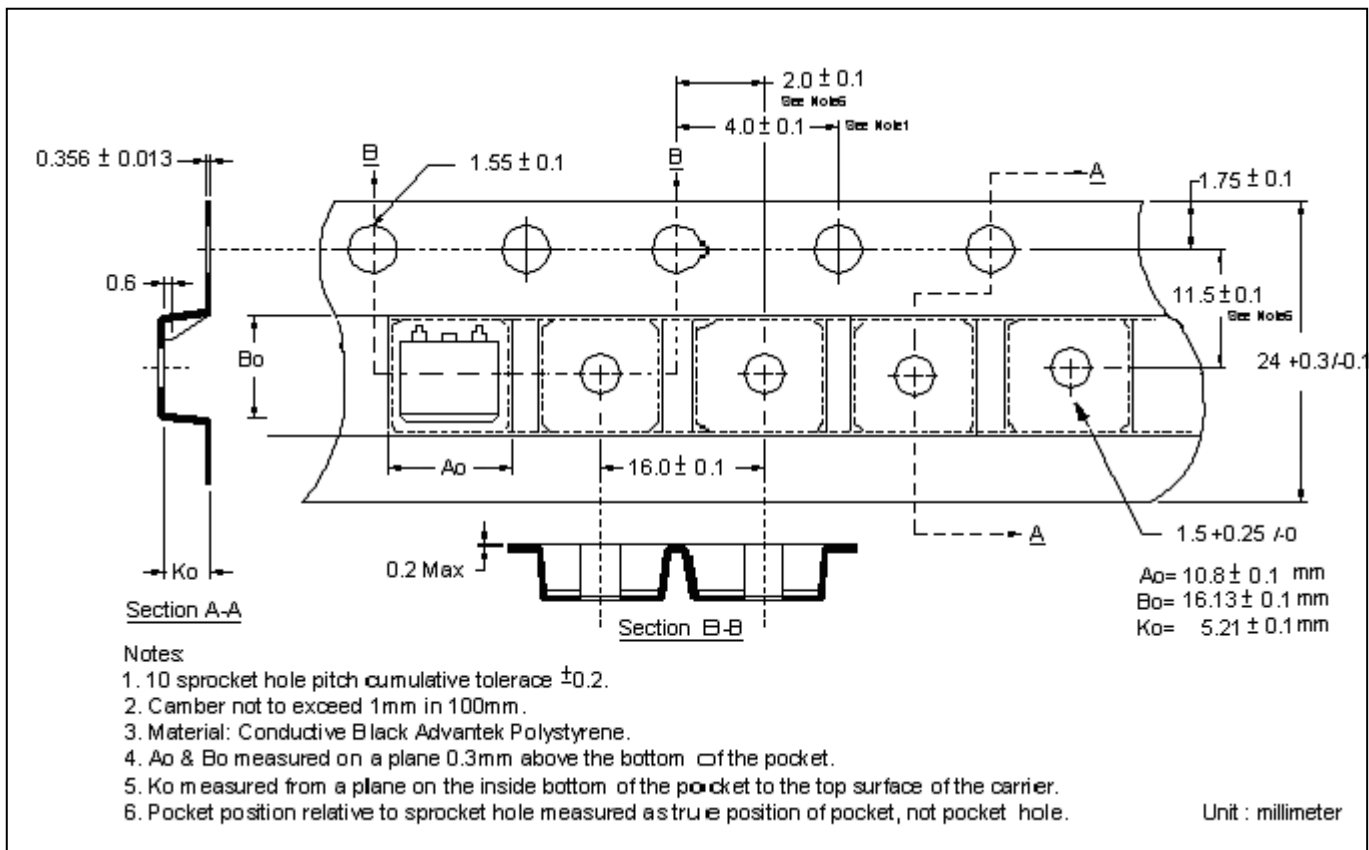 2.0 ± 0.1
See Note6
4.0 ± 0.1 See Note1
0.356 ± 0.013
B
1.55 ± 0.1
B
A
1.75 ± 0.1
0.6
11.5 ± 0.1
See Note6
Bo
24 +0.3/-0.1
Ao
16.0 ± 0.1
A
1.5 +0.25 /-0
0.2 Max
Ko
Ao= 10.8 ± 0.1 mm
Bo= 16.13 ± 0.1 mm
Ko= 5.21 ± 0.1 mm
Section A-A
Section B-B
Notes:
1. 10 sprocket hole pitch cumulative tolerace ±0.2.
2. Camber not to exceed 1mm in 100mm.
3. Material: Conductive Black Advantek Polystyrene.
4. Ao & Bo measured on a plane 0.3mm above the bottom of the pocket.
5. Ko measured from a plane on the inside bottom of the pocket to the top surface of the carrier.
6. Pocket position relative to sprocket hole measured as true position of pocket, not pocket hole.
Unit : millimeter